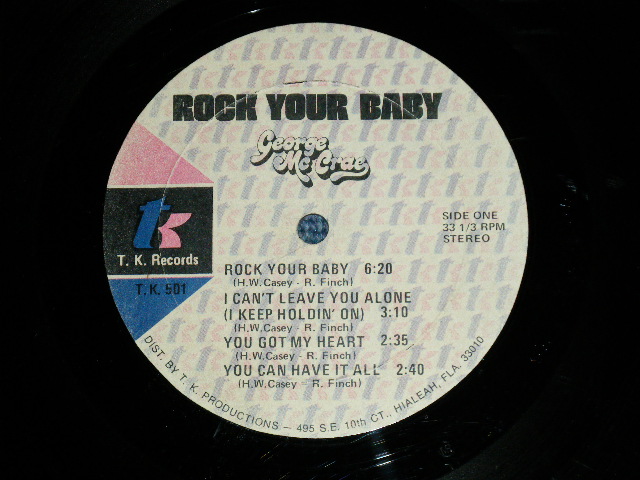 ROCK YOUR BABY
George
McCrae
tk
T. K. Records
T.K. 501
SIDE ONE
33 1/3 RPM
STEREO
ROCK YOUR BABY 6:20
(H.W.Casey - R. Finch)
I CAN'T LEAVE YOU ALONE
(I KEEP HOLDIN' ON) 3:10
(H.W.Casey - R. Finch)
YOU GOT MY HEART 2:35
(H.W.Casey - R. Finch)
YOU CAN HAVE IT ALL 2:40
(H.W.Casey - R. Finch)
DIST. BY T. K. PRODUCTIONS – 495 S.E. 10th CT., HIALEAH, FLA. 33010